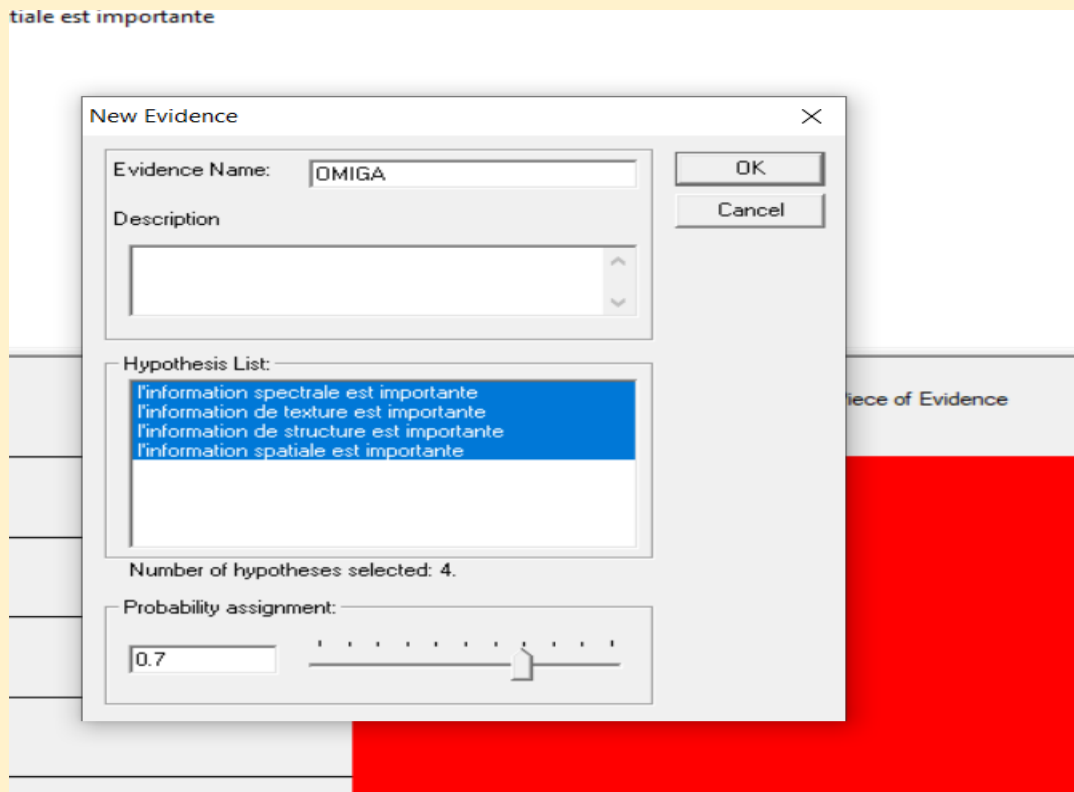 tiale est importante
New Evidence
Evidence Name:
OMIGA
OK
Cancel
Description
Hypothesis List:
l'information spectrale est importante
l'information de texture est importante
l'information de structure est importante
l'information spatiale est importante
iece of Evidence
Number of hypotheses selected: 4.
Probability assignment:
0.7